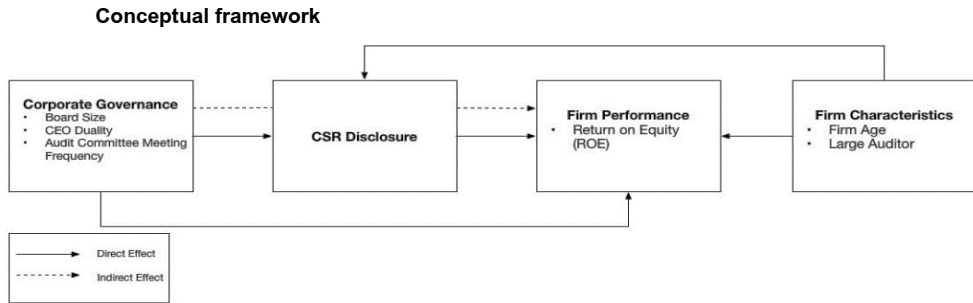 Conceptual framework
Corporate Governance
• Board Size
• CEO Duality
• Audit Committee Meeting
Frequency
CSR Disclosure
Firm Performance
• Return on Equity
(ROE)
Firm Characteristics
• Firm Age
• Large Auditor
Direct Effect
Indirect Effect